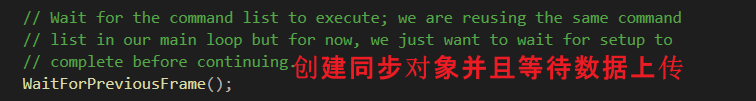 // Wait for the command list to execute; we are reusing the same command
// list in our main loop but for now, we just want to wait for setup to
// complete before continuing.创建同步对象并且等待数据上传
WaitForPreviousFrame();